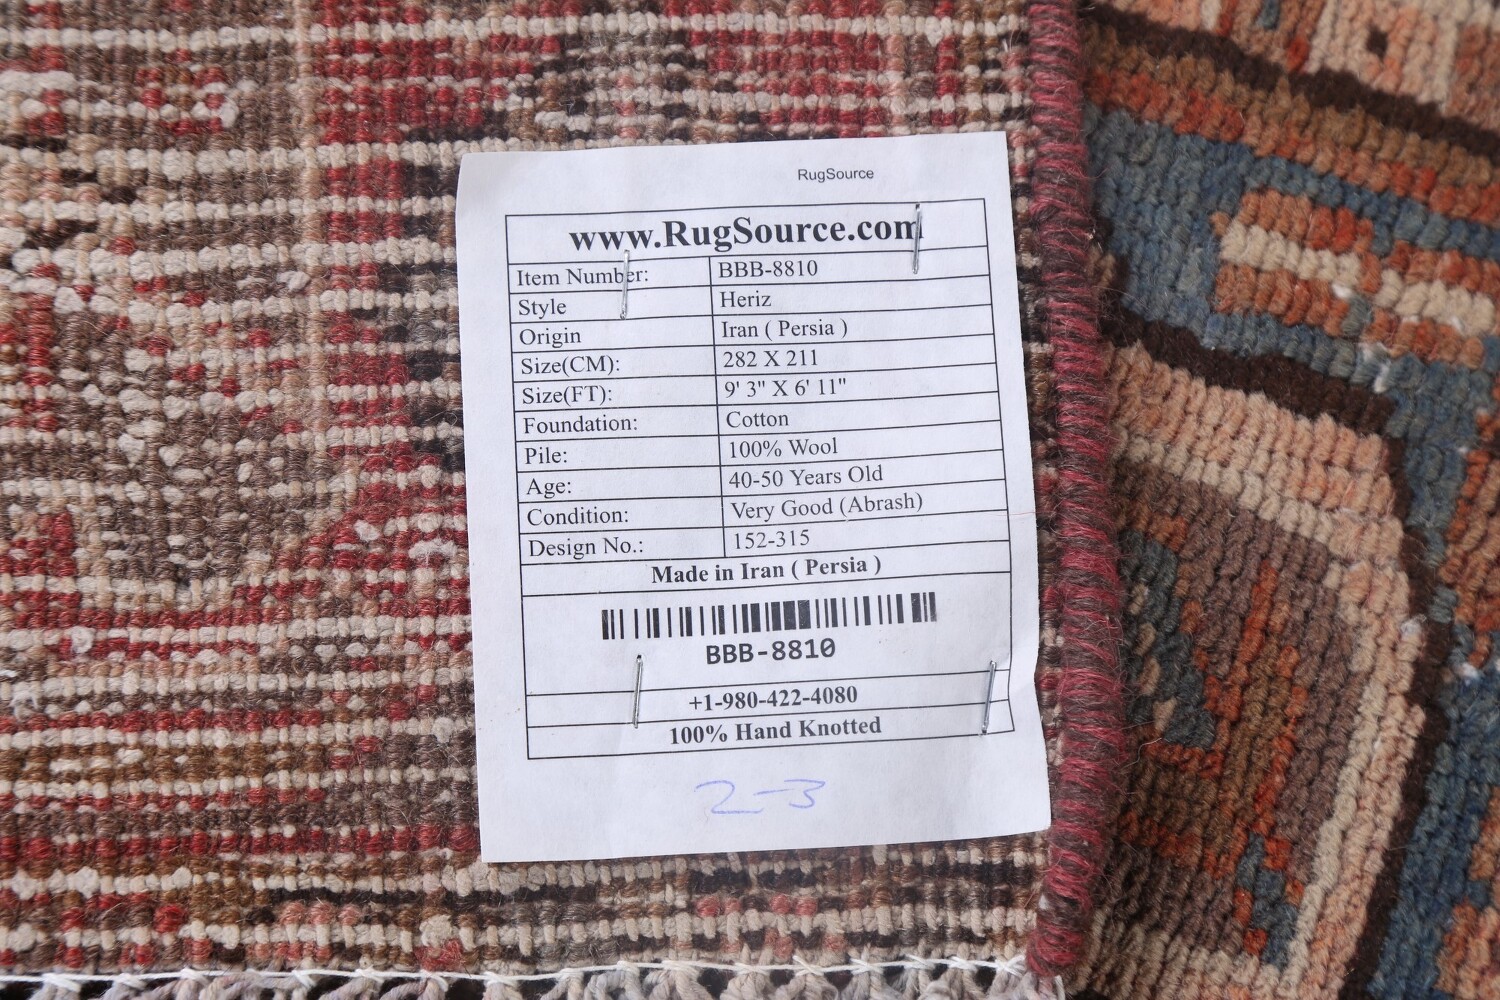 RugSource
www.RugSource.com
Item Number: BBB-8810
Style Heriz
Origin Iran ( Persia )
Size(CM): 282 X 211
Size(FT): 9' 3" X 6' 11"
Foundation: Cotton
Pile: 100% Wool
Age: 40-50 Years Old
Condition: Very Good (Abrash)
Design No.: 152-315
Made in Iran ( Persia )
BBB-8810
+1-980-422-4080
100% Hand Knotted
2-3